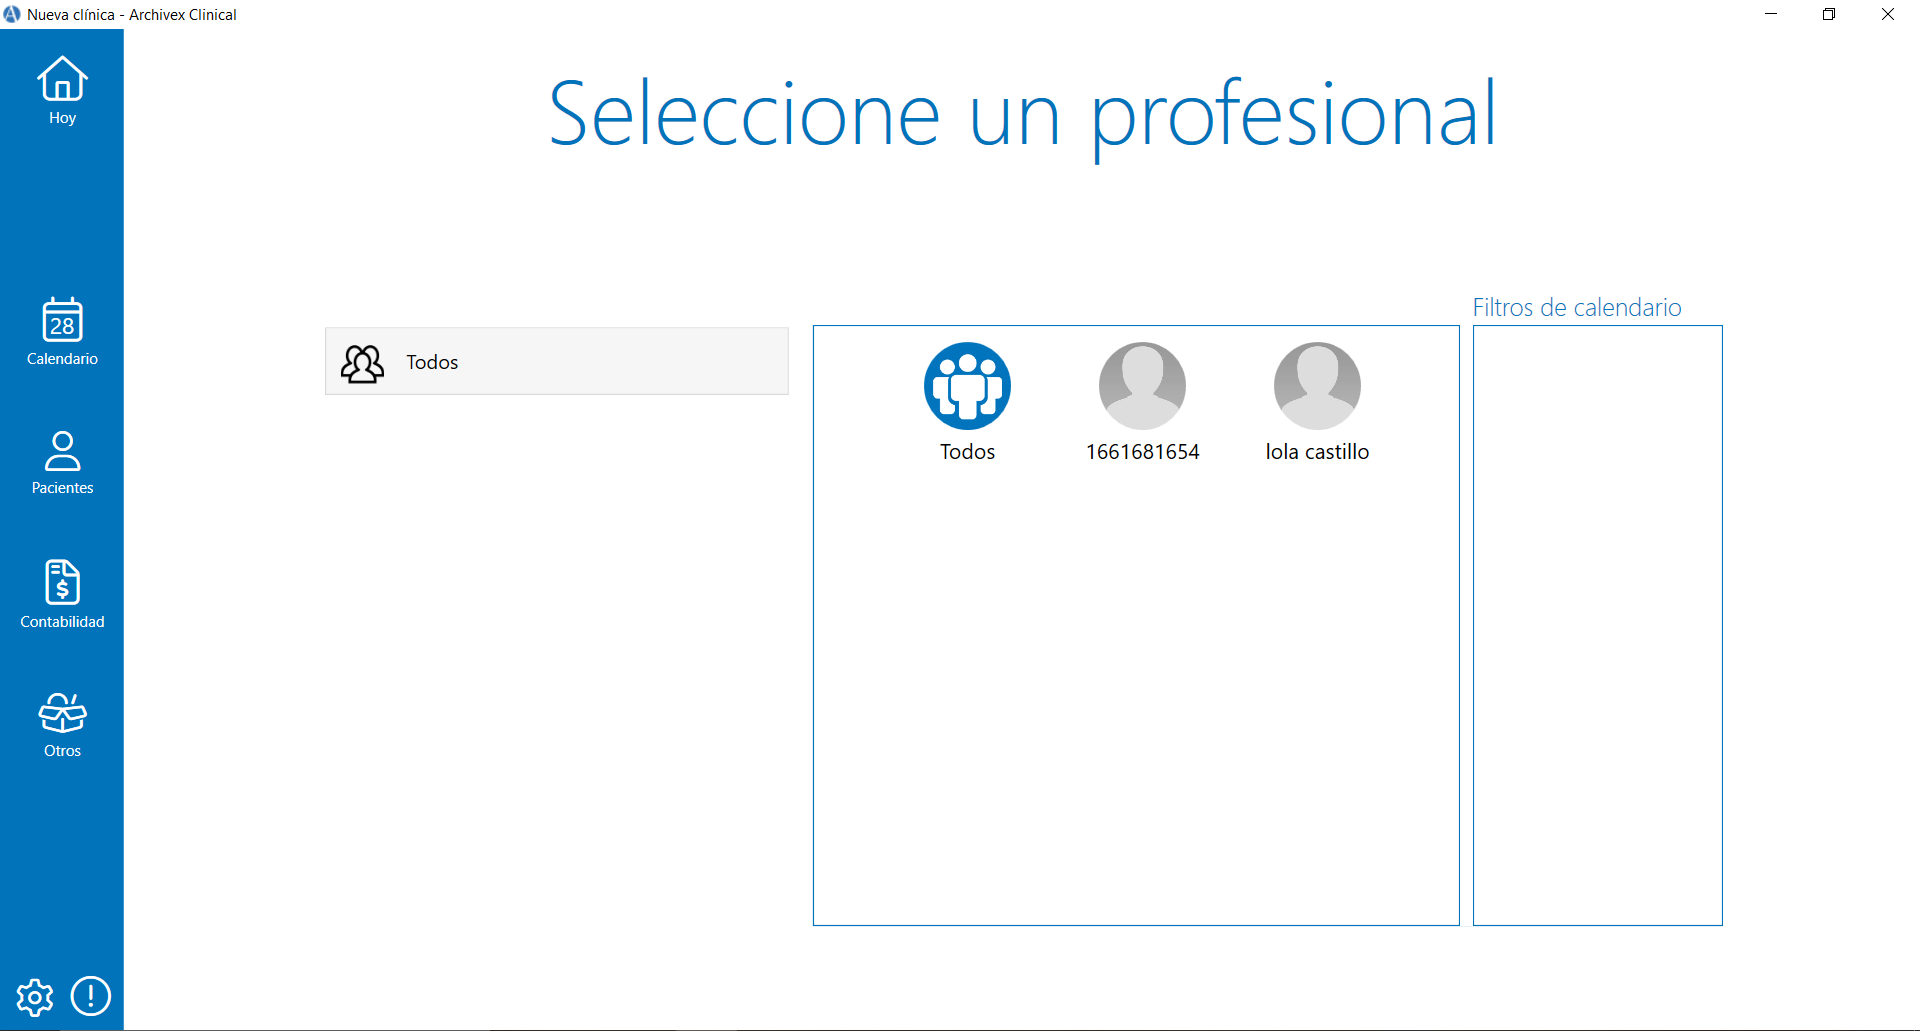 Nueva clínica - Archivex Clinical
Hoy
Seleccione un profesional
28
Calendario
Pacientes
$
Contabilidad
Otros
Todos
Todos
1661681654
lola castillo
Filtros de calendario